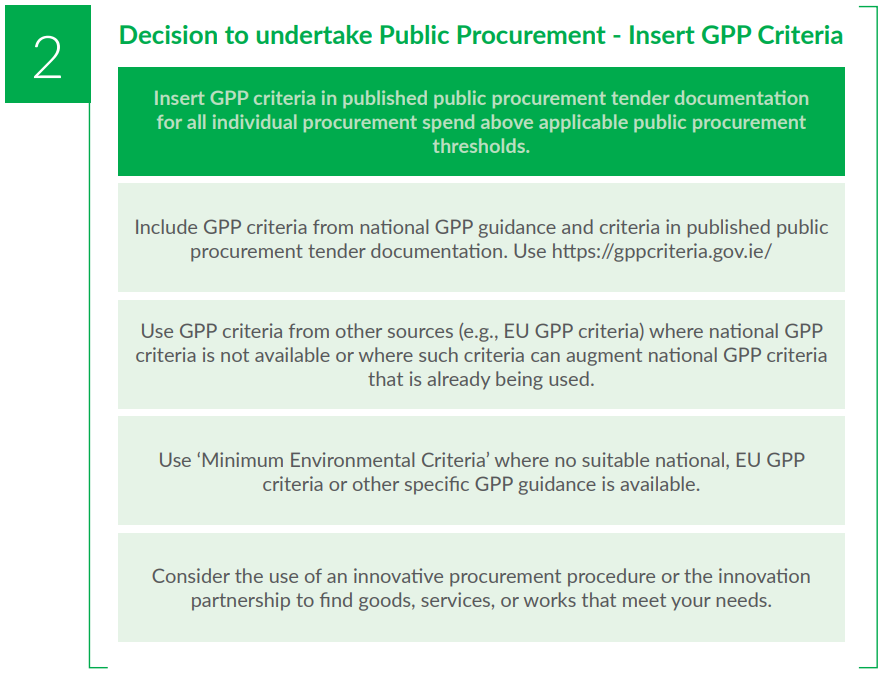 2
Decision to undertake Public Procurement - Insert GPP Criteria
Insert GPP criteria in published public procurement tender documentation
for all individual procurement spend above applicable public procurement
thresholds.
Include GPP criteria from national GPP guidance and criteria in published public
procurement tender documentation. Use https://gppcriteria.gov.ie/
Use GPP criteria from other sources (e.g., EU GPP criteria) where national GPP
criteria is not available or where such criteria can augment national GPP criteria
that is already being used.
Use ‘Minimum Environmental Criteria’ where no suitable national, EU GPP
criteria or other specific GPP guidance is available.
Consider the use of an innovative procurement procedure or the innovation
partnership to find goods, services, or works that meet your needs.